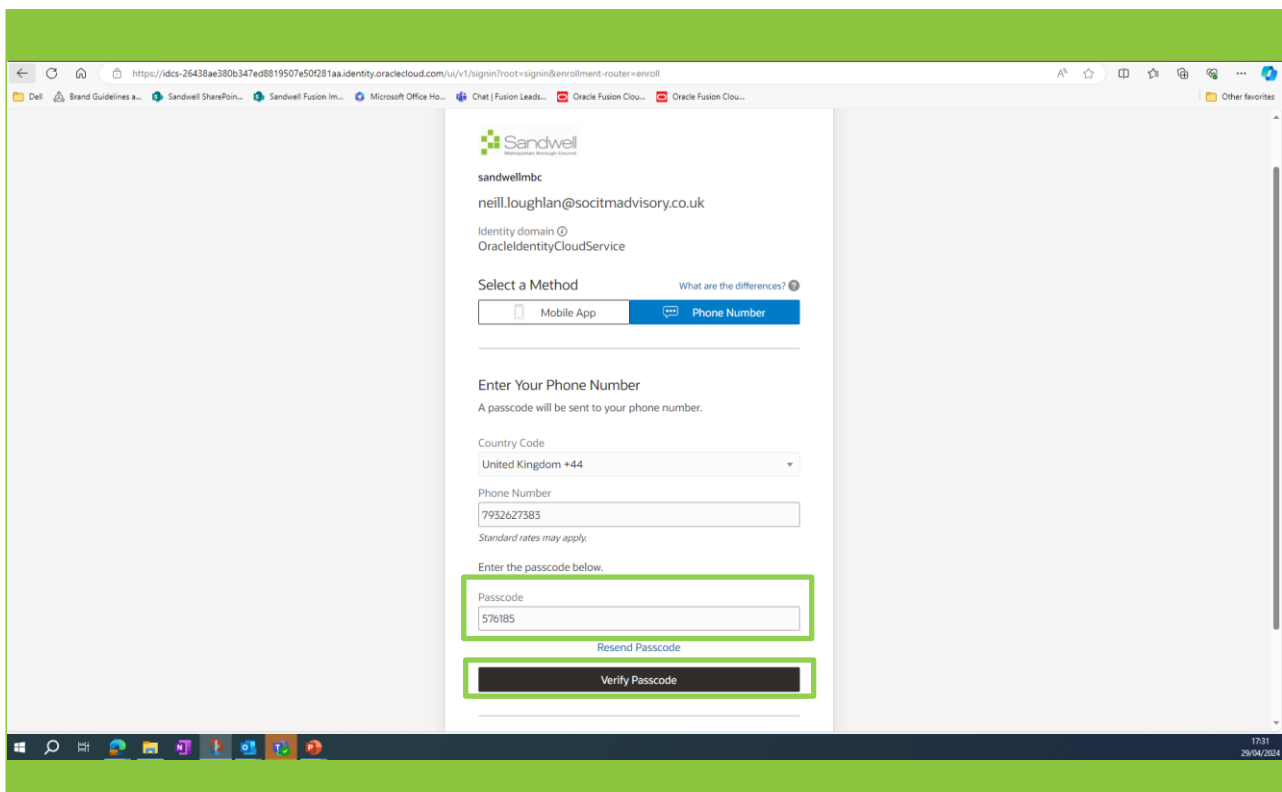 https://idcs-26438ae380b347ed8819507e50f281aa.identity.oraclecloud.com/ui/v1/signin?root=signin&enrollment-router=enroll
Dell Brand Guidelines a... Sandwell SharePoin... Sandwell Fusion Im... Microsoft Office Ho... Chat | Fusion Leads... Oracle Fusion Clou... Oracle Fusion Clou... Other favorites
Sandwell
Metropolitan Borough Council
sandwellmbc
neill.loughlan@socitmadvisory.co.uk
Identity domain
OracleIdentityCloudService
Select a Method What are the differences?
Mobile App Phone Number
Enter Your Phone Number
A passcode will be sent to your phone number.
Country Code
United Kingdom +44
Phone Number
7932627383
Standard rates may apply.
Enter the passcode below.
Passcode
576185
Resend Passcode
Verify Passcode
17:31
29/04/2024